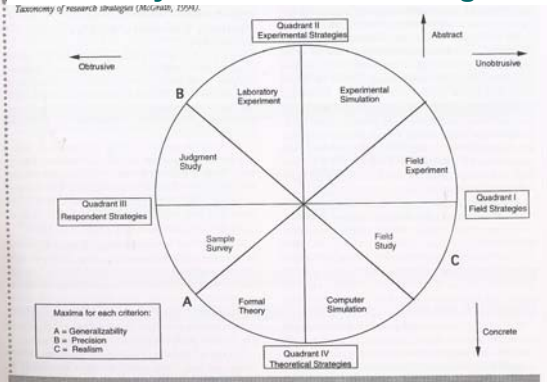 Taxonomy of research strategies (McGrath, 1994).
Quadrant II
Experimental Strategies
Abstract
Obtrusive
Unobtrusive
B
Laboratory
Experiment
Experimental
Simulation
Judgment
Study
Field
Experiment
Quadrant III
Respondent Strategies
Quadrant I
Field Strategies
Sample
Survey
Field
Study
C
A
Formal
Theory
Computer
Simulation
Maxima for each criterion:
A = Generalizability
B = Precision
C = Realism
Concrete
Quadrant IV
Theoretical Strategies